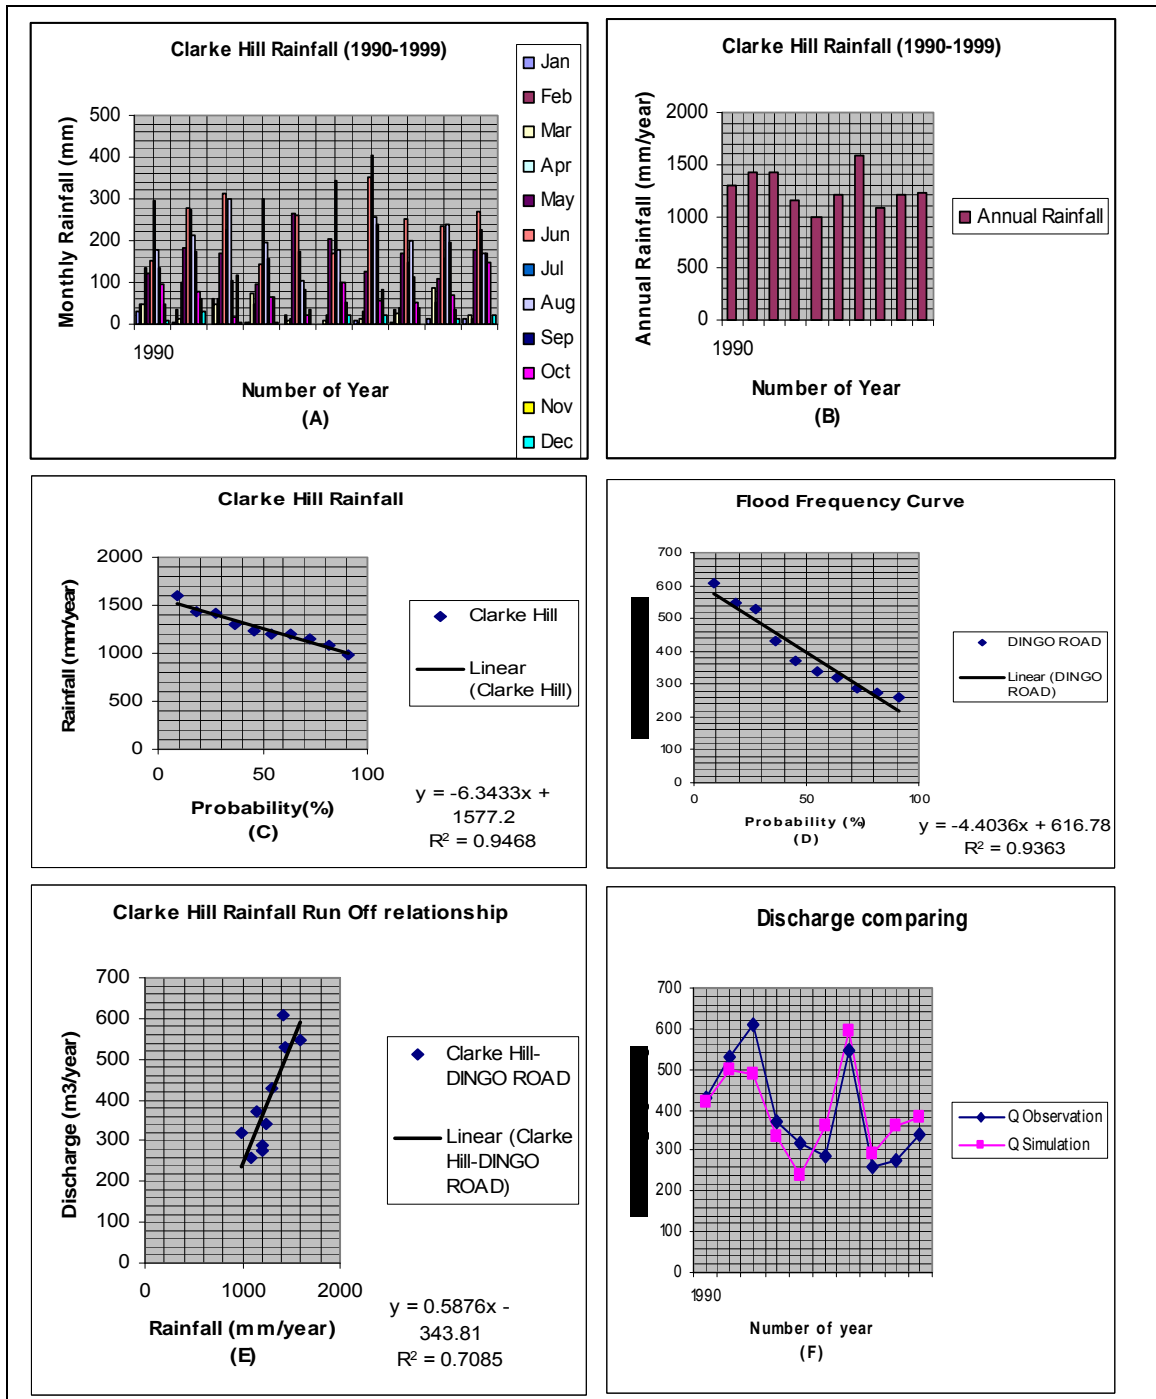 Clarke Hill Rainfall (1990-1999)
Monthly Rainfall (mm)
500
400
300
200
100
0
1990
Number of Year
(A)
Jan
Feb
Mar
Apr
May
Jun
Jul
Aug
Sep
Oct
Nov
Dec
Clarke Hill Rainfall (1990-1999)
Annual Rainfall (mm/year)
2000
1500
1000
500
0
1990
Number of Year
(B)
Annual Rainfall
Clarke Hill Rainfall
Rainfall (mm/year)
2000
1500
1000
500
0
0 50 100
Probability(%)
(C)
Clarke Hill
Linear
(Clarke Hill)
y = -6.3433x +
1577.2
R² = 0.9468
Flood Frequency Curve
700
600
500
400
300
200
100
0
0 50 100
Probability (%)
(D)
DINGO ROAD
Linear (DINGO
ROAD)
y = -4.4036x + 616.78
R² = 0.9363
Clarke Hill Rainfall Run Off relationship
Discharge (m3/year)
700
600
500
400
300
200
100
0
0 1000 2000
Rainfall (mm/year)
(E)
Clarke Hill-
DINGO ROAD
Linear (Clarke
Hill-DINGO
ROAD)
y = 0.5876x -
343.81
R² = 0.7085
Discharge comparing
700
600
500
400
300
200
100
0
1990
Number of year
(F)
Q Observation
Q Simulation